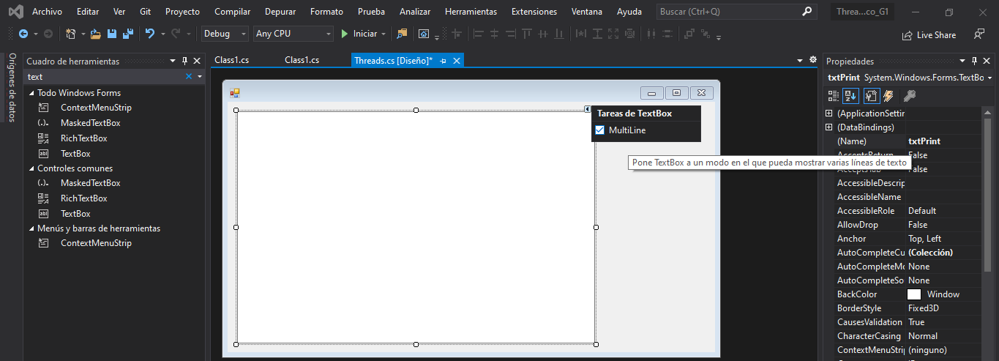 Archivo Editar Ver Git Proyecto Compilar Depurar Formato Prueba Analizar Herramientas Extensiones Ventana Ayuda Buscar (Ctrl+Q) Threa...co_G1
Debug Any CPU Iniciar Live Share
Orígenes de datos
Cuadro de herramientas
text
Todo Windows Forms
ContextMenuStrip
MaskedTextBox
RichTextBox
TextBox
Controles comunes
MaskedTextBox
RichTextBox
TextBox
Menús y barras de herramientas
ContextMenuStrip
Class1.cs Class1.cs Threads.cs [Diseño]*
Tareas de TextBox
MultiLine
Pone TextBox a un modo en el que pueda mostrar varias líneas de texto
Propiedades
txtPrint System.Windows.Forms.TextBo
(ApplicationSettin
(DataBindings)
(Name) txtPrint
AcceptsReturn False
AcceptsTab False
AccessibleDescrip
AccessibleName
AccessibleRole Default
AllowDrop False
Anchor Top, Left
AutoCompleteCu (Colección)
AutoCompleteMo None
AutoCompleteSo None
BackColor Window
BorderStyle Fixed3D
CausesValidation True
CharacterCasing Normal
ContextMenuStrip (ninguno)